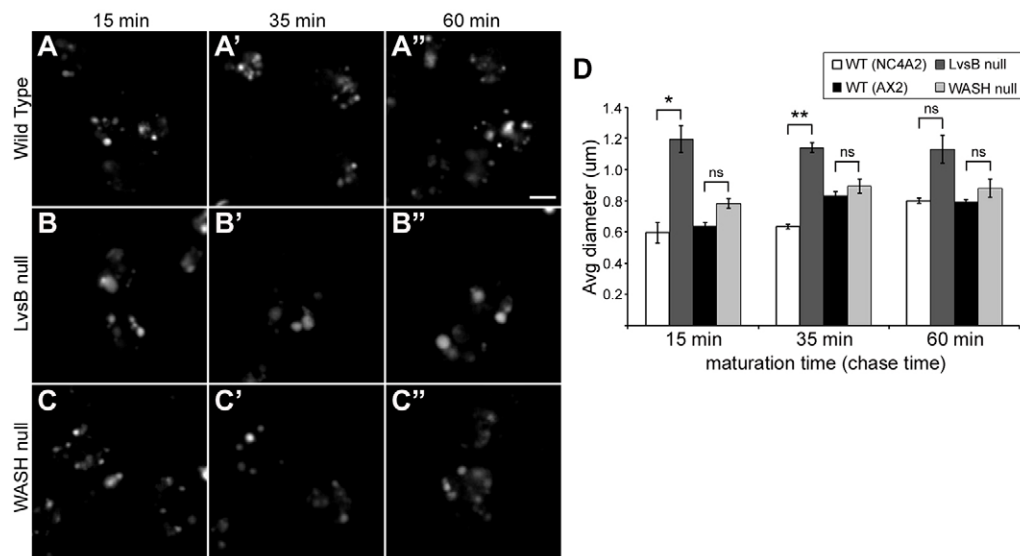 15 min
35 min
60 min
Wild Type
A
A'
A"
LvsB null
B
B'
B"
WASH null
C
C'
C"
D
WT (NC4A2)
LvsB null
WT (AX2)
WASH null
Avg diameter (um)
1.4
1.2
1.0
0.8
0.6
0.4
0.2
*
ns
**
ns
ns
ns
15 min
35 min
60 min
maturation time (chase time)